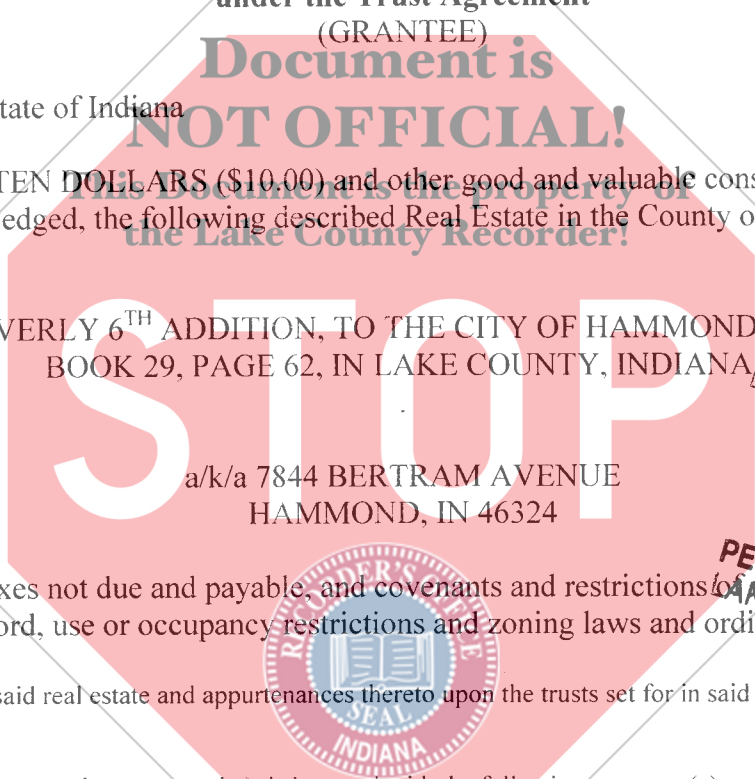 under the Trust Agreement
(GRANTEE)
Document is
tate of Indiana
NOT OFFICIAL!
TEN DOLLARS ($10.00) and other good and valuable cons
This Document is the property of
edged, the following described Real Estate in the County o
the Lake County Recorder!
STOP
VERLY 6TH ADDITION, TO THE CITY OF HAMMOND
BOOK 29, PAGE 62, IN LAKE COUNTY, INDIANA
a/k/a 7844 BERTRAM AVENUE
HAMMOND, IN 46324
PE
xes not due and payable, and covenants and restrictions of
ord, use or occupancy restrictions and zoning laws and ordi
RECORDER'S OFFICE
SEAL
INDIANA
said real estate and appurtenances thereto upon the trusts set for in said